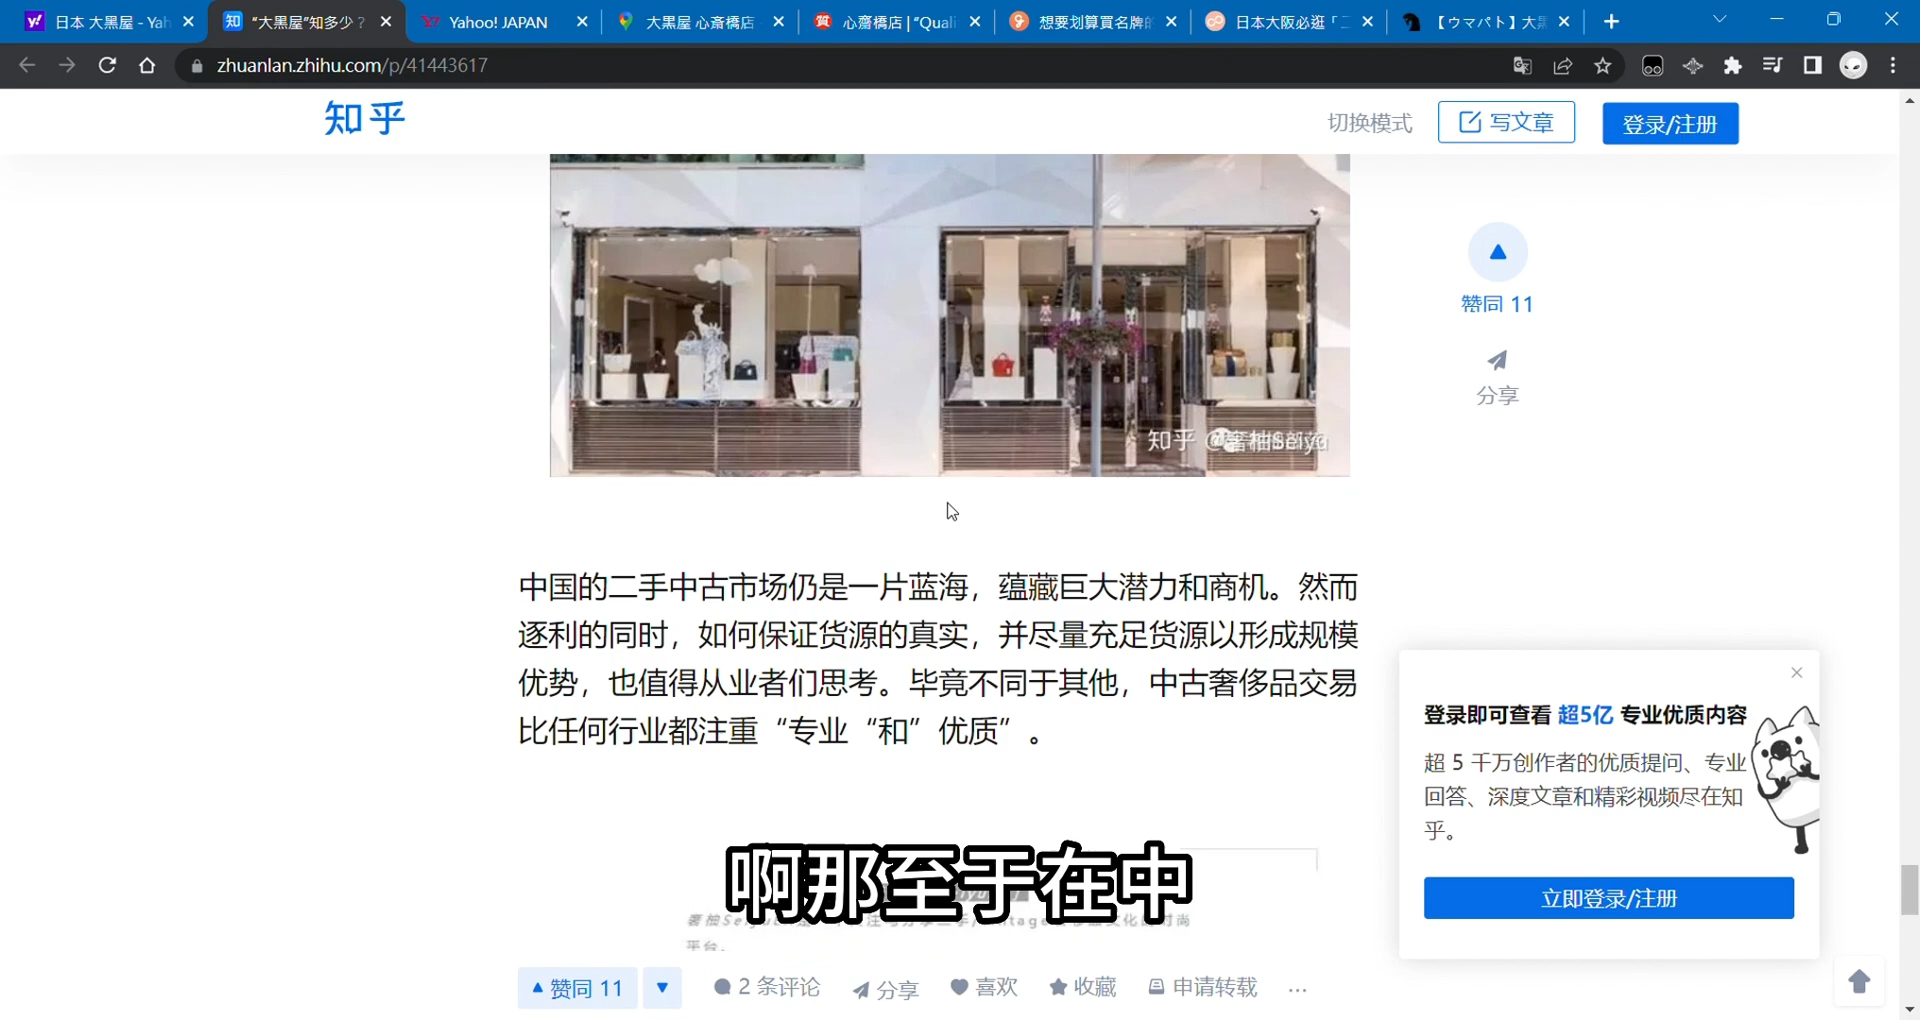 日本 大黑屋 - Yah
"大黑屋"知多少？
Yahoo! JAPAN
大黒屋 心斎橋店
心齋橋店 | "Quali
想要划算買名牌的
日本大阪必逛「二
【ウマパト】大黒
zhuanlan.zhihu.com/p/41443617
知乎
切换模式
写文章
登录/注册
赞同 11
分享
知乎
中国的二手中古市场仍是一片蓝海，蕴藏巨大潜力和商机。然而
逐利的同时，如何保证货源的真实，并尽量充足货源以形成规模
优势，也值得从业者们思考。毕竟不同于其他，中古奢侈品交易
比任何行业都注重“专业“和”优质”。
登录即可查看 超5亿 专业优质内容
超 5 千万创作者的优质提问、专业
回答、深度文章和精彩视频尽在知
乎。
立即登录/注册
啊那至于在中
平台。
赞同 11
2 条评论
分享
喜欢
收藏
申请转载